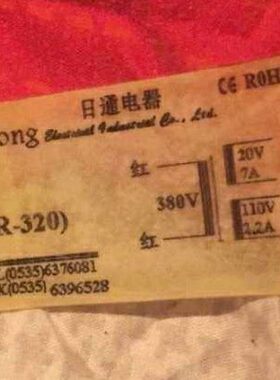 日通电器
CE ROH
ong Electrical Industrial Co., Ltd.
红
380V
红
20V
7A
110V
2.2A
R-320)
(0535)6376081
(0535) 6396528